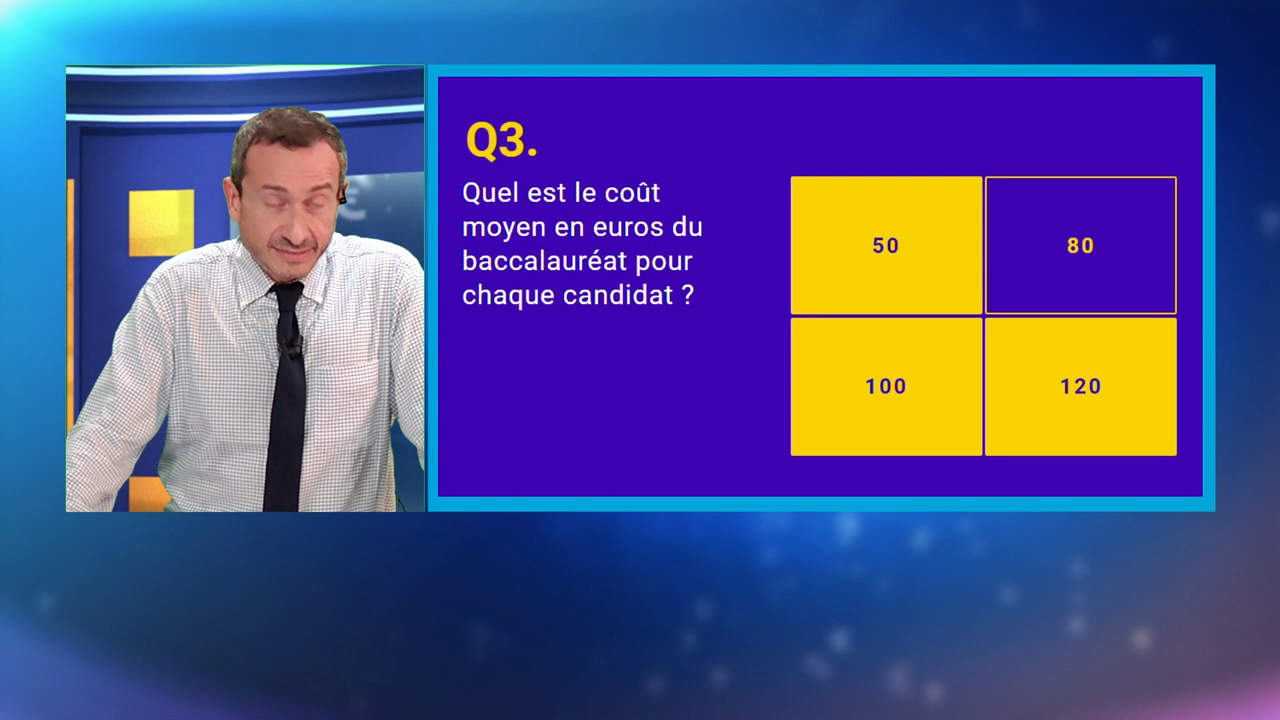 Q3.
Quel est le coût
moyen en euros du
baccalauréat pour
chaque candidat ?
50
80
100
120